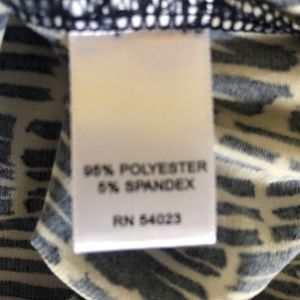 95% POLYESTER
5% SPANDEX
RN 54023